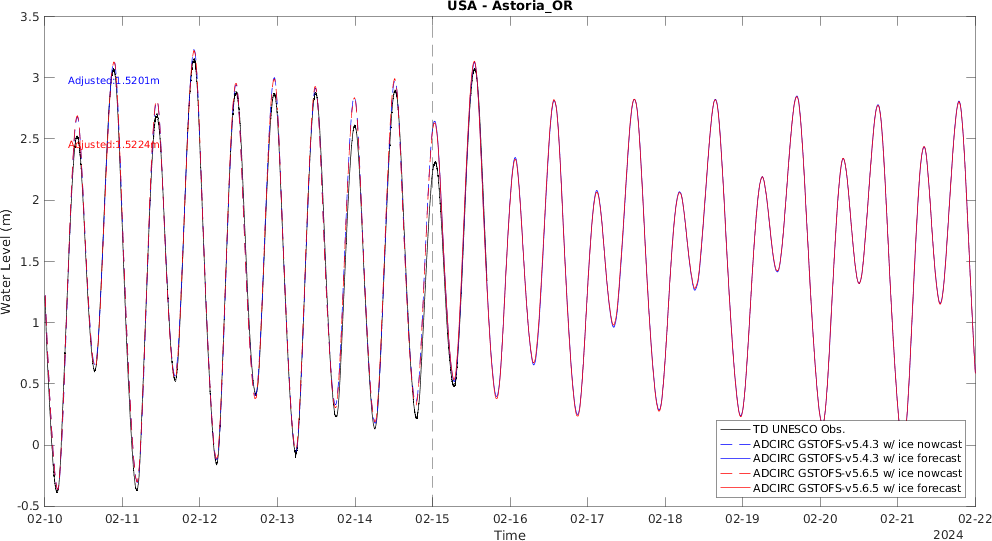 USA - Astoria_OR
3.5
3
2.5
2
1.5
1
0.5
0
-0.5
Water Level (m)
Adjusted:1.5201m
Adjusted:1.5224m
TD UNESCO Obs.
ADCIRC GSTOFS-v5.4.3 w/ ice nowcast
ADCIRC GSTOFS-v5.4.3 w/ ice forecast
ADCIRC GSTOFS-v5.6.5 w/ ice nowcast
ADCIRC GSTOFS-v5.6.5 w/ ice forecast
02-10 02-11 02-12 02-13 02-14 02-15 02-16 02-17 02-18 02-19 02-20 02-21 02-22
Time
2024